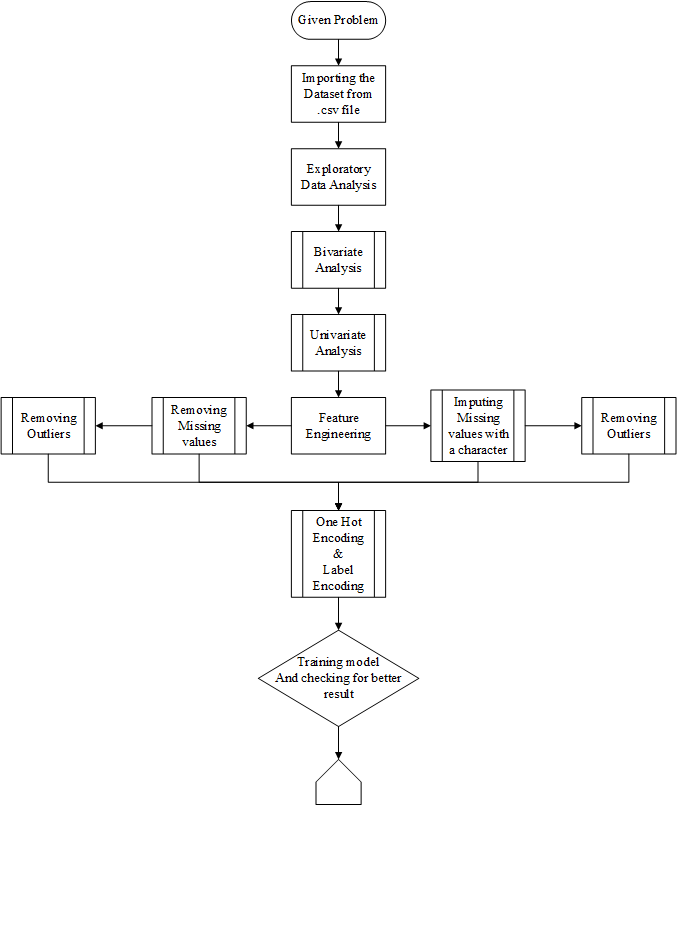 Given Problem
Importing the
Dataset from
.csv file
Exploratory
Data Analysis
Bivariate
Analysis
Univariate
Analysis
Removing
Outliers
Removing
Missing
values
Feature
Engineering
Imputing
Missing
values with
a character
Removing
Outliers
One Hot
Encoding
&
Label
Encoding
Training model
And checking for better
result